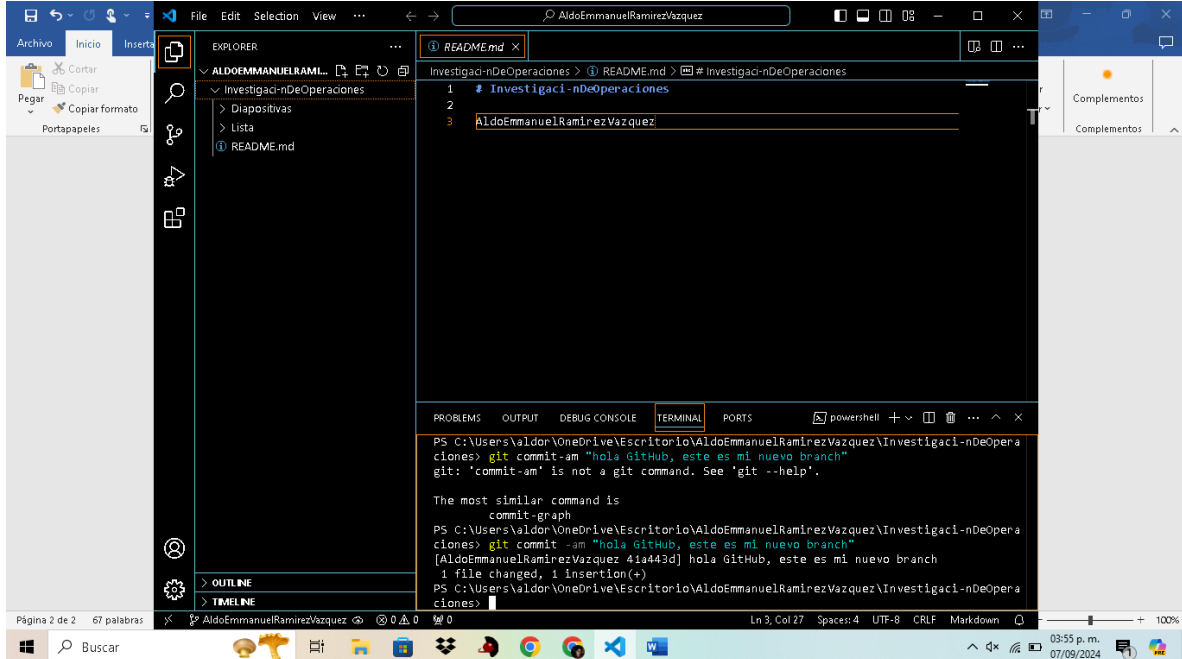 File Edit Selection View ···
AldoEmmanuelRamirezVazquez
Archivo Inicio Inserta
Cortar
Copiar
Pegar
Copiar formato
Portapapeles
EXPLORER ···
ALDOEMMANUELRAMI...
Investigaci-nDeOperaciones
Diapositivas
Lista
README.md
README.md ×
Investigaci-nDeOperaciones > README.md > # Investigaci-nDeOperaciones
1 # Investigaci-nDeOperaciones
2
3 AldoEmmanuelRamirezVazquez
Complementos
Complementos
PROBLEMS OUTPUT DEBUG CONSOLE TERMINAL PORTS powershell
PS C:\Users\aldor\OneDrive\Escritorio\AldoEmmanuelRamirezVazquez\Investigaci-nDeOpera
ciones> git commit-am "hola GitHub, este es mi nuevo branch"
git: 'commit-am' is not a git command. See 'git --help'.
The most similar command is
commit-graph
PS C:\Users\aldor\OneDrive\Escritorio\AldoEmmanuelRamirezVazquez\Investigaci-nDeOpera
ciones> git commit -am "hola GitHub, este es mi nuevo branch"
[AldoEmmanuelRamirezVazquez 41a443d] hola GitHub, este es mi nuevo branch
1 file changed, 1 insertion(+)
PS C:\Users\aldor\OneDrive\Escritorio\AldoEmmanuelRamirezVazquez\Investigaci-nDeOpera
ciones>
OUTLINE
TIMELINE
Página 2 de 2 67 palabras
AldoEmmanuelRamirezVazquez 0 0 0
Ln 3, Col 27 Spaces: 4 UTF-8 CRLF Markdown
100%
Buscar
03:55 p. m.
07/09/2024